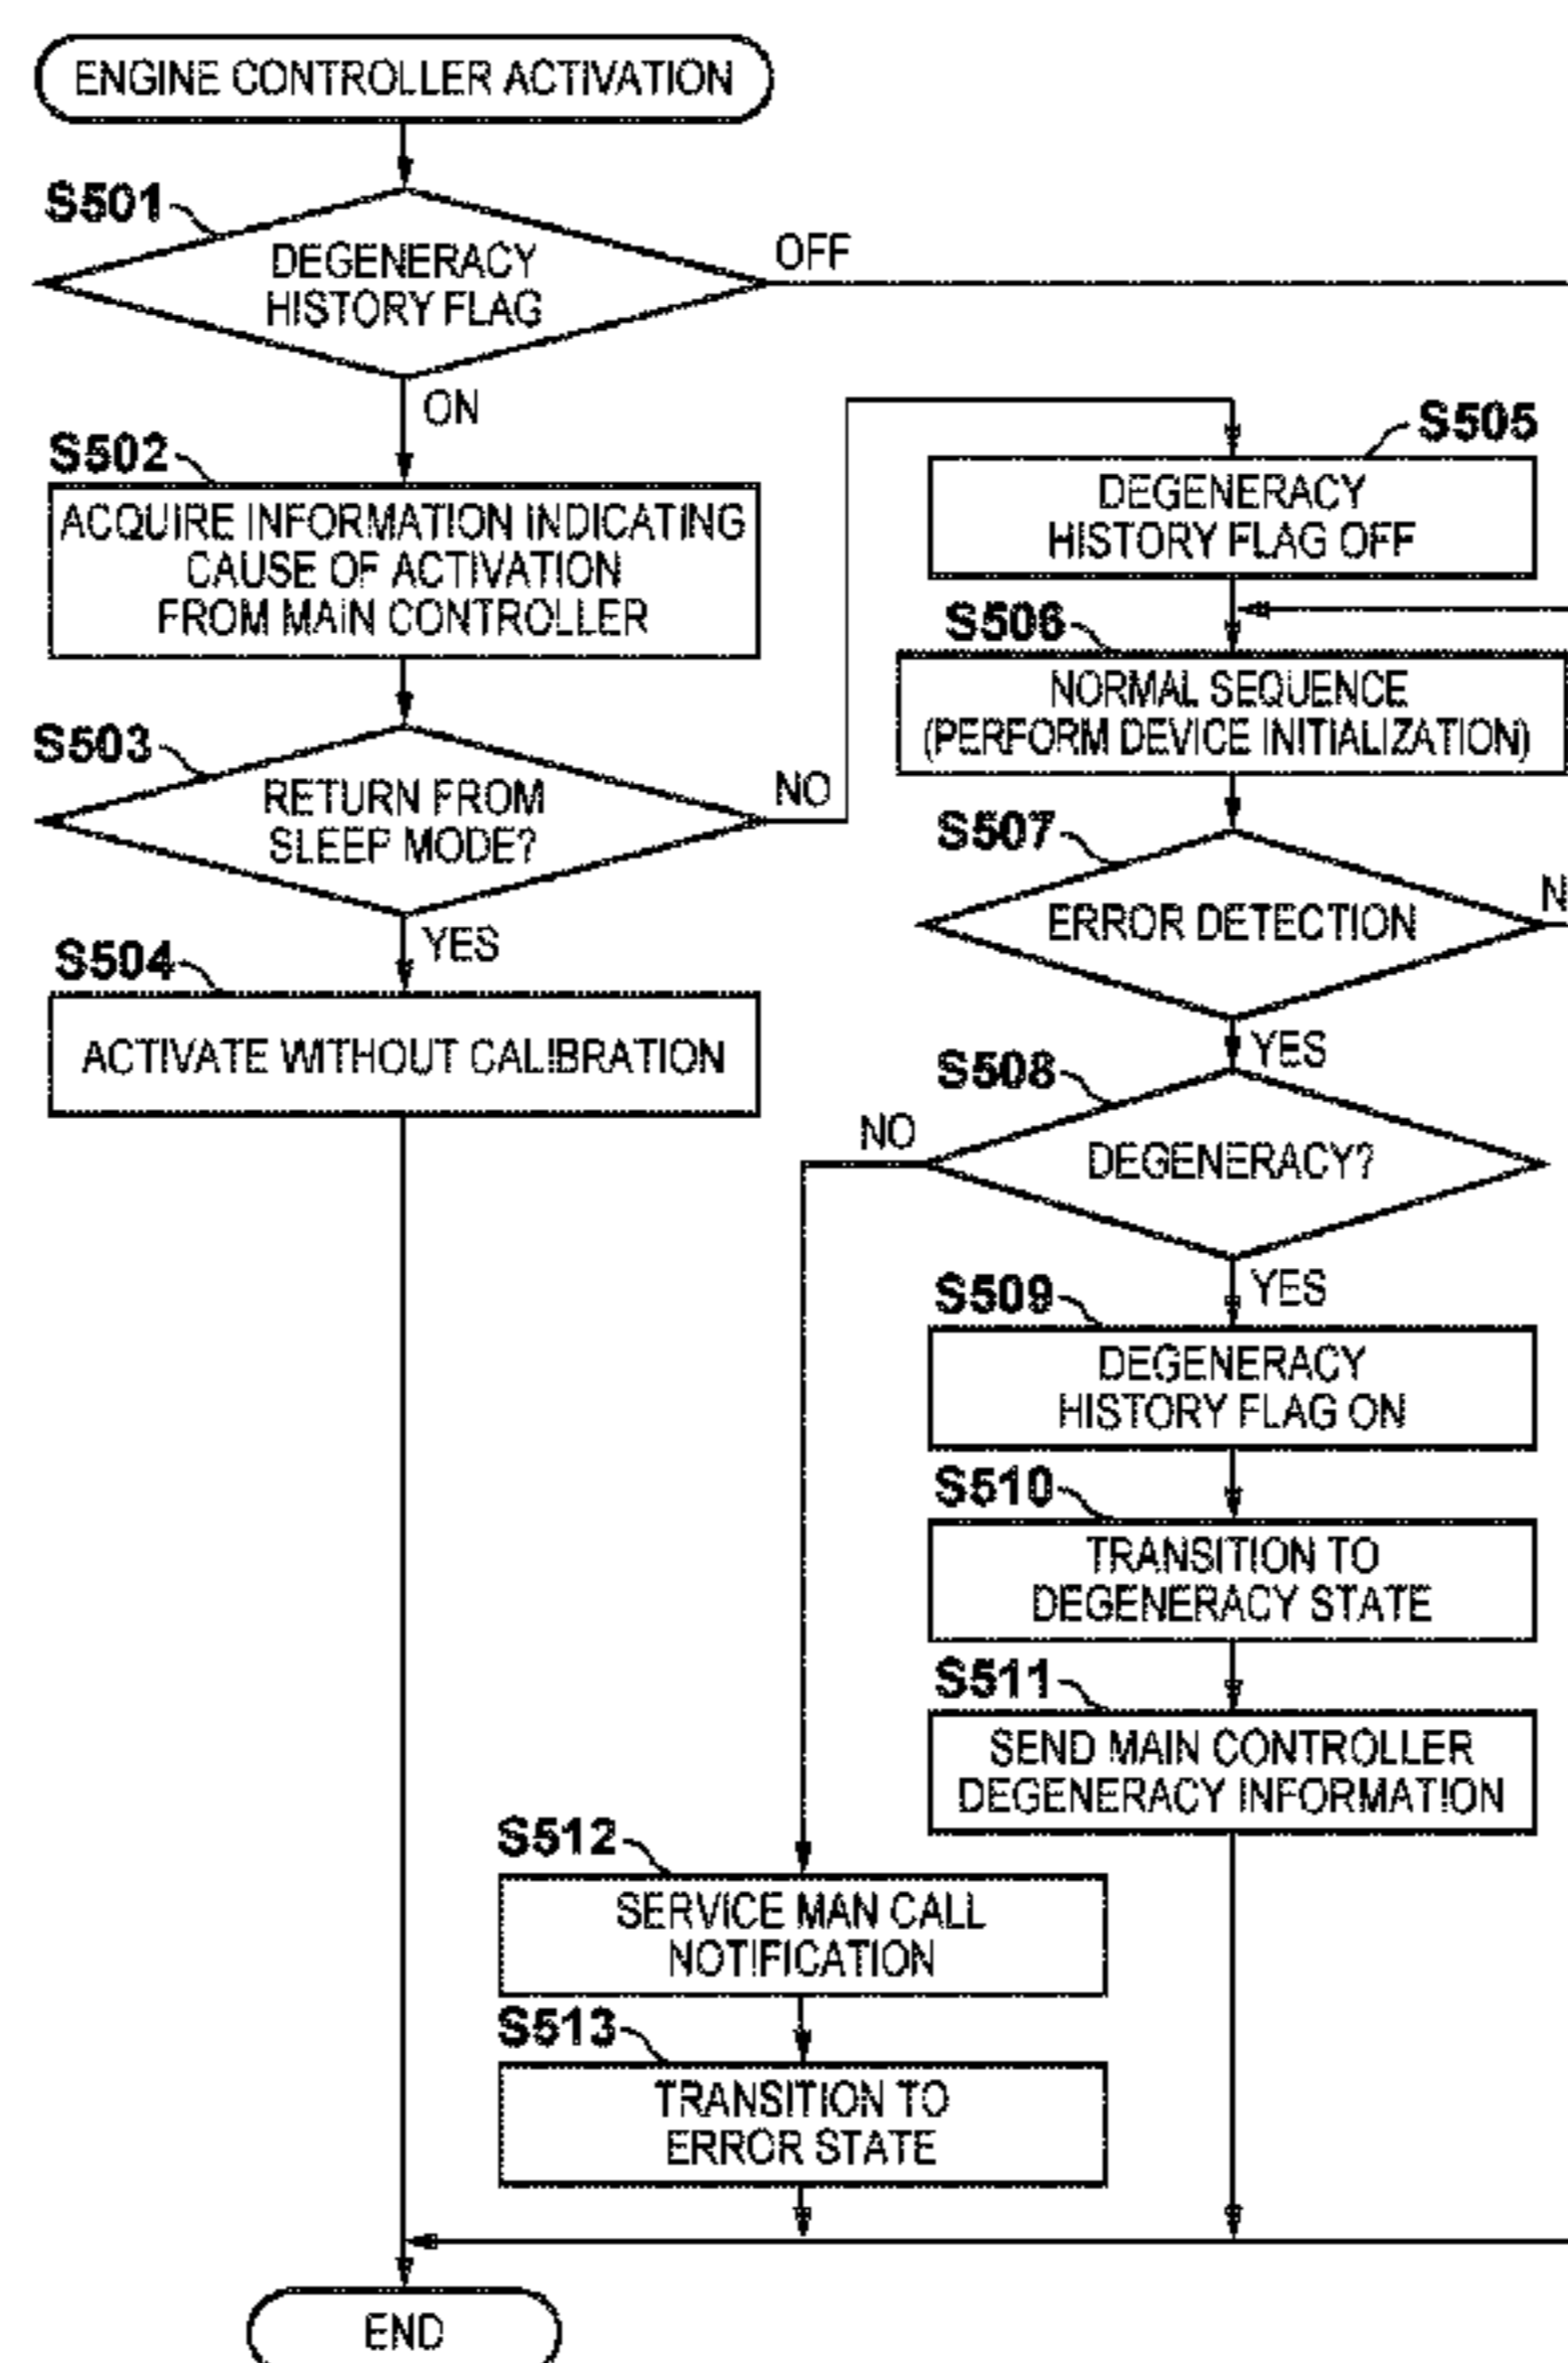 ENGINE CONTROLLER ACTIVATION
S501
DEGENERACY
HISTORY FLAG
OFF
ON
S502
ACQUIRE INFORMATION INDICATING
CAUSE OF ACTIVATION
FROM MAIN CONTROLLER
S503
RETURN FROM
SLEEP MODE?
NO
YES
S504
ACTIVATE WITHOUT CALIBRATION
S505
DEGENERACY
HISTORY FLAG OFF
S506
NORMAL SEQUENCE
(PERFORM DEVICE INITIALIZATION)
S507
ERROR DETECTION
YES
S508
DEGENERACY?
NO
YES
S509
DEGENERACY
HISTORY FLAG ON
S510
TRANSITION TO
DEGENERACY STATE
S511
SEND MAIN CONTROLLER
DEGENERACY INFORMATION
S512
SERVICE MAN CALL
NOTIFICATION
S513
TRANSITION TO
ERROR STATE
END